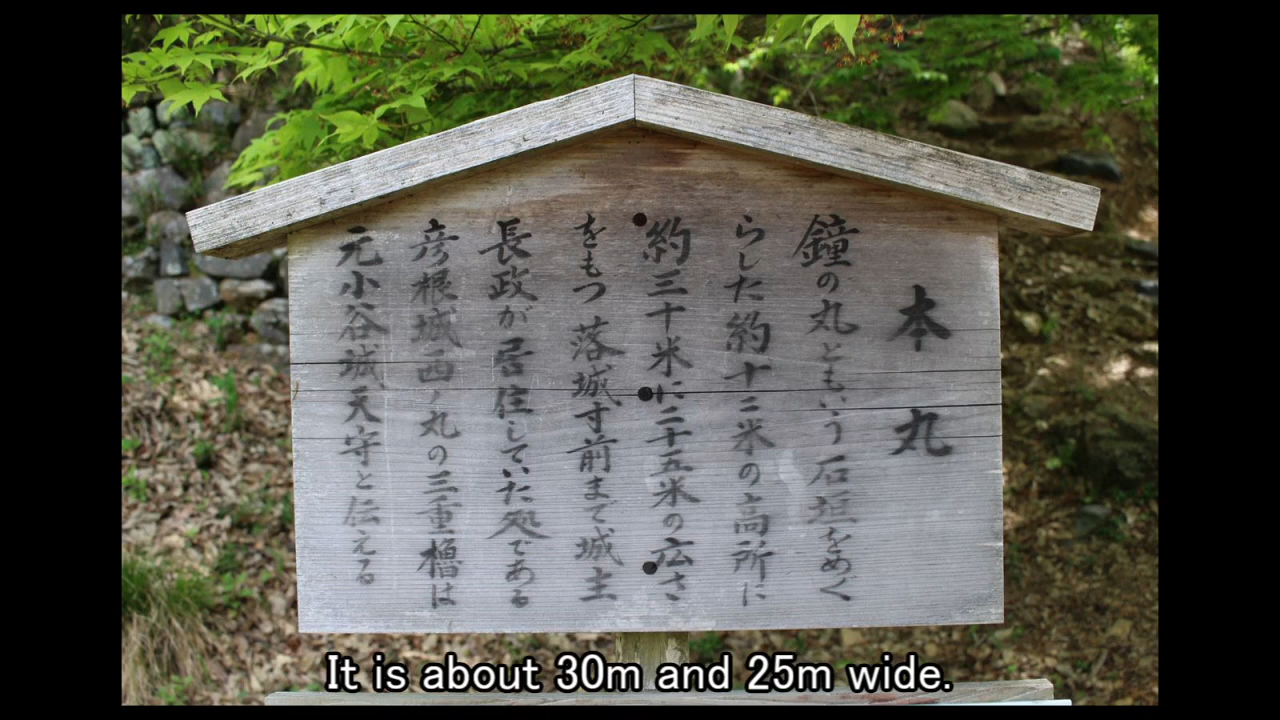 本丸
鐘の丸ともいう石垣をめぐ
らした約十二米の高所に
約三十米に二十五米の広さ
をもつ落城寸前まで城主
長政が居住していた処である
彦根城西ノ丸の三重櫓は
元小谷城天守と伝える
It is about 30m and 25m wide.